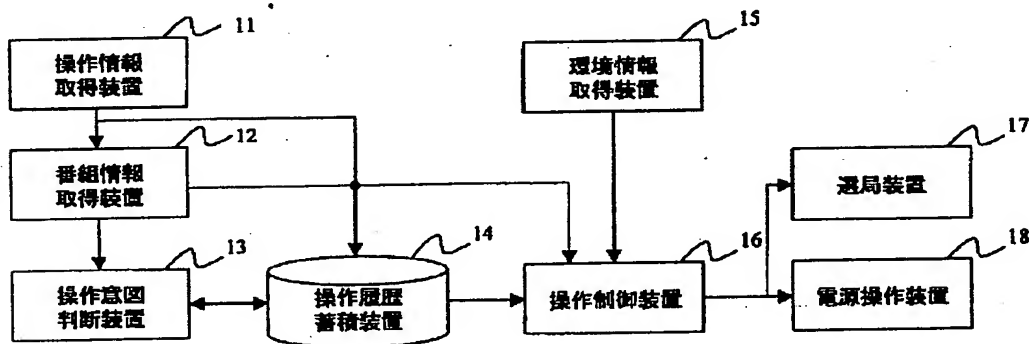 11
操作情報
取得装置
15
環境情報
取得装置
12
番組情報
取得装置
17
選局装置
13
操作意図
判断装置
14
操作履歴
蓄積装置
16
操作制御装置
18
電源操作装置